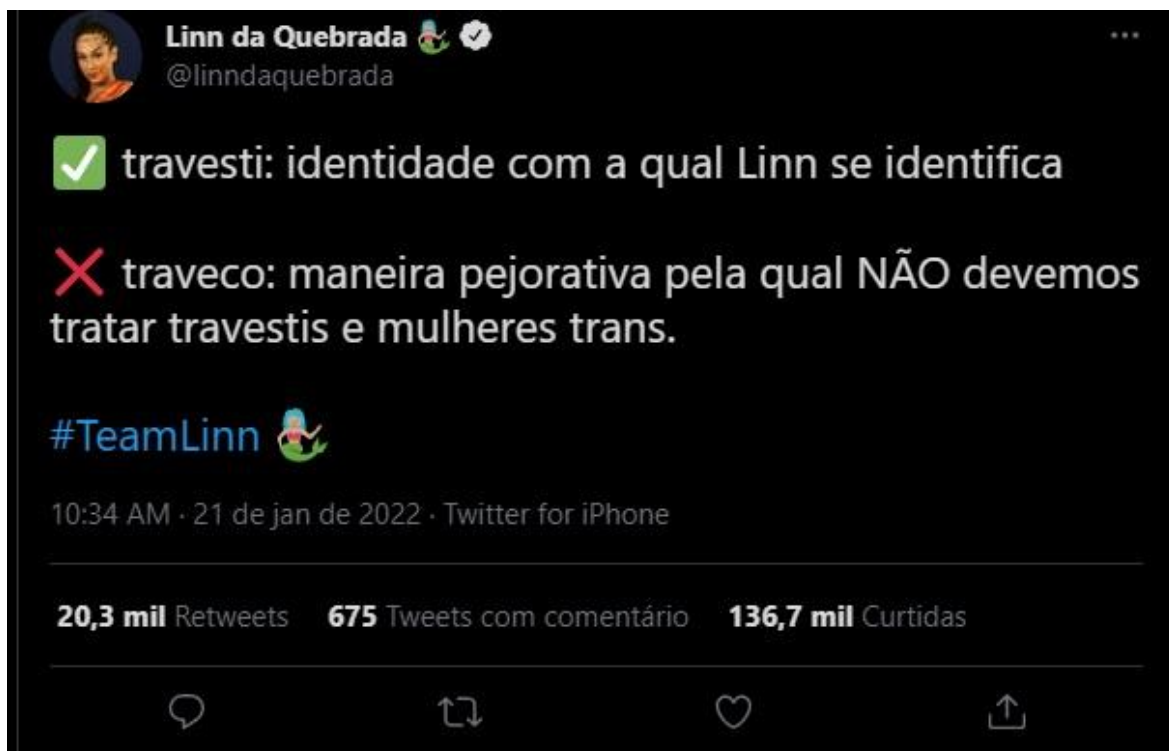 Linn da Quebrada 🧜‍♀️
@linndaquebrada
✅ travesti: identidade com a qual Linn se identifica
❌ traveco: maneira pejorativa pela qual NÃO devemos
tratar travestis e mulheres trans.
#TeamLinn 🧜‍♀️
10:34 AM · 21 de jan de 2022 · Twitter for iPhone
20,3 mil Retweets 675 Tweets com comentário 136,7 mil Curtidas